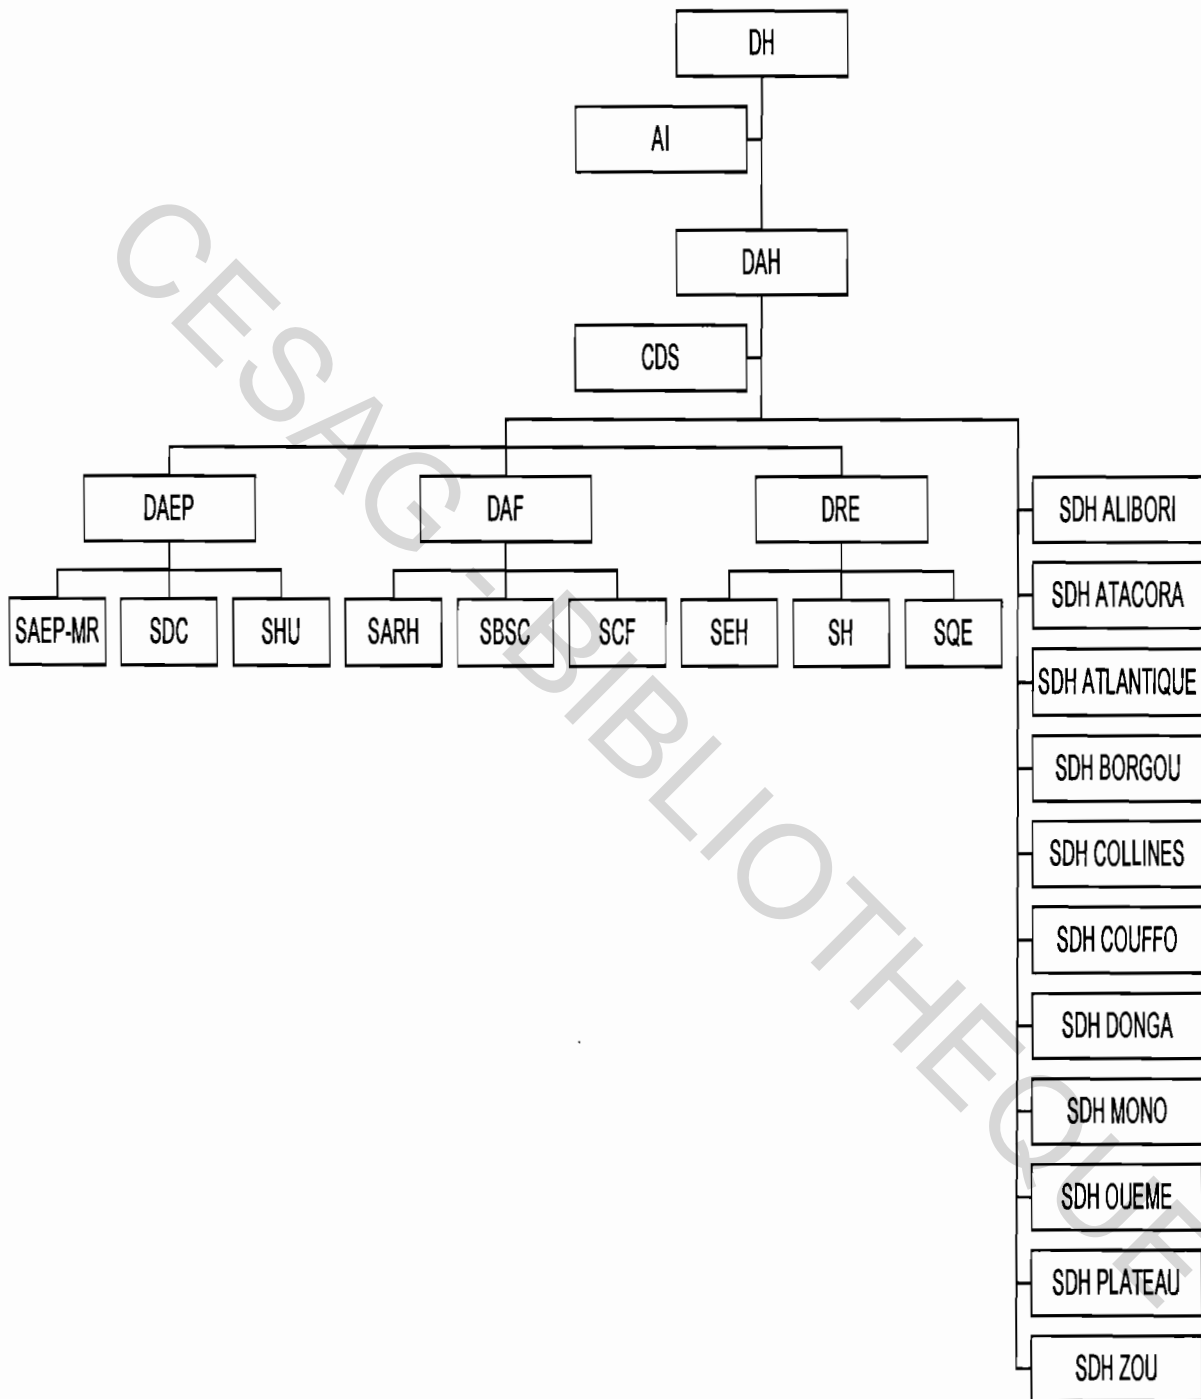 DH
AI
DAH
CDS
DAEP
DAF
DRE
SAEP-MR
SDC
SHU
SARH
SBSC
SCF
SEH
SH
SQE
SDH ALIBORI
SDH ATACORA
SDH ATLANTIQUE
SDH BORGOU
SDH COLLINES
SDH COUFFO
SDH DONGA
SDH MONO
SDH OUEME
SDH PLATEAU
SDH ZOU
CESAG - BIBLIOTHEQUE